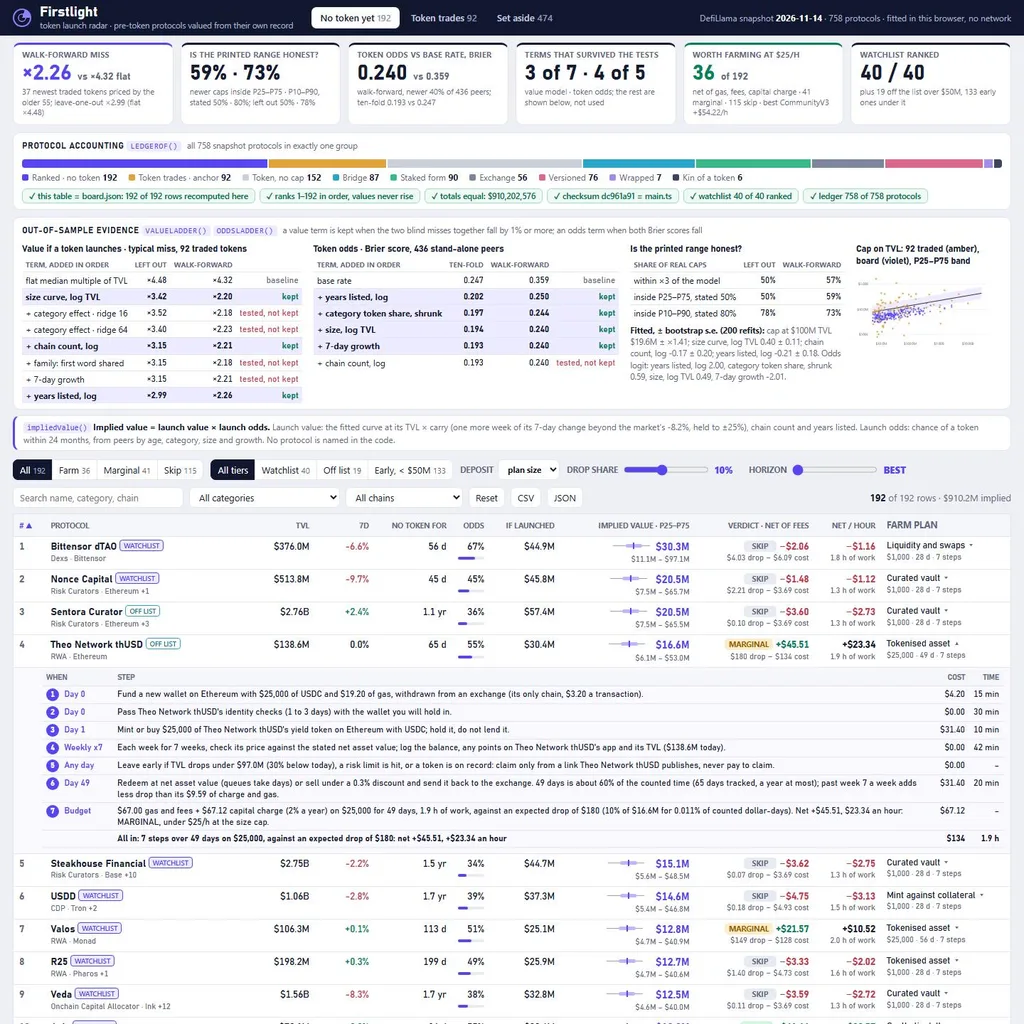 Firstlight
token launch radar · pre-token protocols valued from their own record
No token yet 192 Token trades 92 Set aside 474
DefiLlama snapshot 2026-11-14 · 758 protocols · fitted in this browser, no network
WALK-FORWARD MISS
×2.26 vs ×4.32 flat
37 newest traded tokens priced by the older 55; leave-one-out ×2.99 (flat ×4.48)
IS THE PRINTED RANGE HONEST?
59% · 73%
newer caps inside P25–P75 · P10–P90, stated 50% · 80%; left out 50% · 78%
TOKEN ODDS VS BASE RATE, BRIER
0.240 vs 0.359
walk-forward, newer 40% of 436 peers; ten-fold 0.193 vs 0.247
TERMS THAT SURVIVED THE TESTS
3 of 7 · 4 of 5
value model · token odds; the rest are shown below, not used
WORTH FARMING AT $25/H
36 of 192
net of gas, fees, capital charge · 41 marginal · 115 skip · best CommunityV3 +$54.22/h
WATCHLIST RANKED
40 / 40
plus 19 off the list over $50M, 133 early ones under it
PROTOCOL ACCOUNTING LEDGEROF() all 758 snapshot protocols in exactly one group
Ranked · no token 192 Token trades · anchor 92 Token, no cap 152 Bridge 87 Staked form 90 Exchange 56 Versioned 76 Wrapped 7 Kin of a token 6
✓ this table = board.json: 192 of 192 rows recomputed here ✓ ranks 1–192 in order, values never rise ✓ totals equal: $910,202,576 ✓ checksum dc961a91 = main.ts ✓ watchlist 40 of 40 ranked ✓ ledger 758 of 758 protocols
OUT-OF-SAMPLE EVIDENCE VALUELADDER() ODDSLADDER() a value term is kept when the two blind misses together fall by 1% or more; an odds term when both Brier scores fall
Value if a token launches · typical miss, 92 traded tokens
TERM, ADDED IN ORDER LEFT OUT WALK-FORWARD
flat median multiple of TVL ×4.48 ×4.32 baseline
size curve, log TVL ×3.42 ×2.20 kept
+ category effect · ridge 16 ×3.52 ×2.18 tested, not kept
+ category effect · ridge 64 ×3.40 ×2.23 tested, not kept
+ chain count, log ×3.15 ×2.21 kept
+ family: first word shared ×3.15 ×2.18 tested, not kept
+ 7-day growth ×3.15 ×2.21 tested, not kept
+ years listed, log ×2.99 ×2.26 kept
Token odds · Brier score, 436 stand-alone peers
TERM, ADDED IN ORDER TEN-FOLD WALK-FORWARD
base rate 0.247 0.359 baseline
+ years listed, log 0.202 0.250 kept
+ category token share, shrunk 0.197 0.244 kept
+ size, log TVL 0.194 0.240 kept
+ 7-day growth 0.193 0.240 kept
+ chain count, log 0.193 0.240 tested, not kept
Is the printed range honest?
SHARE OF REAL CAPS LEFT OUT WALK-FORWARD
within ×3 of the model 50% 57%
inside P25–P75, stated 50% 50% 59%
inside P10–P90, stated 80% 78% 73%
Fitted, ± bootstrap s.e. (200 refits): cap at $100M TVL $19.6M ± ×1.41; size curve, log TVL 0.40 ± 0.11; chain count, log -0.17 ± 0.20; years listed, log -0.21 ± 0.18. Odds logit: years listed, log 2.00, category token share, shrunk 0.59, size, log TVL 0.49, 7-day growth -2.01.
Cap on TVL: 92 traded (amber), board (violet), P25–P75 band
impliedValue() Implied value = launch value × launch odds. Launch value: the fitted curve at its TVL × carry (one more week of its 7-day change beyond the market's -8.2%, held to ±25%), chain count and years listed. Launch odds: chance of a token within 24 months, from peers by age, category, size and growth. No protocol is named in the code.
All 192 Farm 36 Marginal 41 Skip 115 All tiers Watchlist 40 Off list 19 Early, < $50M 133 DEPOSIT plan size DROP SHARE 10% HORIZON BEST
Search name, category, chain All categories All chains Reset CSV JSON 192 of 192 rows · $910.2M implied
# ▲ PROTOCOL TVL 7D NO TOKEN FOR ODDS IF LAUNCHED IMPLIED VALUE · P25–P75 VERDICT · NET OF FEES NET / HOUR FARM PLAN
1 Bittensor dTAO WATCHLIST $376.0M -6.6% 56 d 67% $44.9M $30.3M SKIP −$2.06 −$1.16 Liquidity and swaps
Dexs · Bittensor $11.1M – $97.1M $4.03 drop − $6.09 cost 1.8 h of work $1,000 · 28 d · 7 steps
2 Nonce Capital WATCHLIST $513.8M -9.7% 45 d 45% $45.8M $20.5M SKIP −$1.48 −$1.12 Curated vault
Risk Curators · Ethereum +1 $7.5M – $65.7M $2.21 drop − $3.69 cost 1.3 h of work $1,000 · 28 d · 7 steps
3 Sentora Curator OFF LIST $2.76B +2.4% 1.1 yr 36% $57.4M $20.5M SKIP −$3.60 −$2.73 Curated vault
Risk Curators · Ethereum +3 $7.5M – $65.5M $0.10 drop − $3.69 cost 1.3 h of work $1,000 · 28 d · 7 steps
4 Theo Network thUSD OFF LIST $138.6M 0.0% 65 d 55% $30.4M $16.6M MARGINAL +$45.51 +$23.34 Tokenised asset
RWA · Ethereum $6.1M – $53.0M $180 drop − $134 cost 1.9 h of work $25,000 · 49 d · 7 steps
WHEN STEP COST TIME
1 Day 0 Fund a new wallet on Ethereum with $25,000 of USDC and $19.20 of gas, withdrawn from an exchange (its only chain, $3.20 a transaction). $4.20 15 min
2 Day 0 Pass Theo Network thUSD's identity checks (1 to 3 days) with the wallet you will hold in. $0.00 30 min
3 Day 1 Mint or buy $25,000 of Theo Network thUSD's yield token on Ethereum with USDC; hold it, do not lend it. $31.40 10 min
4 Weekly x7 Each week for 7 weeks, check its price against the stated net asset value; log the balance, any points on Theo Network thUSD's app and its TVL ($138.6M today). $0.00 42 min
5 Any day Leave early if TVL drops under $97.0M (30% below today), a risk limit is hit, or a token is on record: claim only from a link Theo Network thUSD publishes, never pay to claim. $0.00 –
6 Day 49 Redeem at net asset value (queues take days) or sell under a 0.3% discount and send it back to the exchange. 49 days is about 60% of the counted time (65 days tracked, a year at most); past week 7 a week adds less drop than its $9.59 of charge and gas. $31.40 20 min
7 Budget $67.00 gas and fees + $67.12 capital charge (2% a year) on $25,000 for 49 days, 1.9 h of work, against an expected drop of $180 (10% of $16.6M for 0.011% of counted dollar-days). Net +$45.51, $23.34 an hour: MARGINAL, under $25/h at the size cap. $67.12 –
All in: 7 steps over 49 days on $25,000, against an expected drop of $180: net +$45.51, +$23.34 an hour $134 1.9 h
5 Steakhouse Financial WATCHLIST $2.75B -2.2% 1.5 yr 34% $44.7M $15.1M SKIP −$3.62 −$2.75 Curated vault
Risk Curators · Base +10 $5.6M – $48.5M $0.07 drop − $3.69 cost 1.3 h of work $1,000 · 28 d · 7 steps
6 USDD WATCHLIST $1.06B -2.8% 1.7 yr 39% $37.3M $14.6M SKIP −$4.75 −$3.13 Mint against collateral
CDP · Tron +2 $5.4M – $46.8M $0.18 drop − $4.93 cost 1.5 h of work $1,000 · 28 d · 7 steps
7 Valos WATCHLIST $106.3M +0.1% 113 d 51% $25.1M $12.8M MARGINAL +$21.57 +$10.52 Tokenised asset
RWA · Monad $4.7M – $40.9M $149 drop − $128 cost 2.0 h of work $25,000 · 56 d · 7 steps
8 R25 WATCHLIST $198.2M +0.3% 199 d 49% $25.9M $12.7M SKIP −$3.33 −$2.02 Tokenised asset
RWA · Pharos +1 $4.7M – $40.6M $1.40 drop − $4.73 cost 1.6 h of work $1,000 · 28 d · 7 steps
9 Veda WATCHLIST $1.56B -8.3% 1.7 yr 38% $32.8M $12.5M SKIP −$3.59 −$2.72 Curated vault
Onchain Capital Allocator · Ink +12 $4.6M – $40.0M $0.11 drop − $3.69 cost 1.3 h of work $1,000 · 28 d · 7 steps